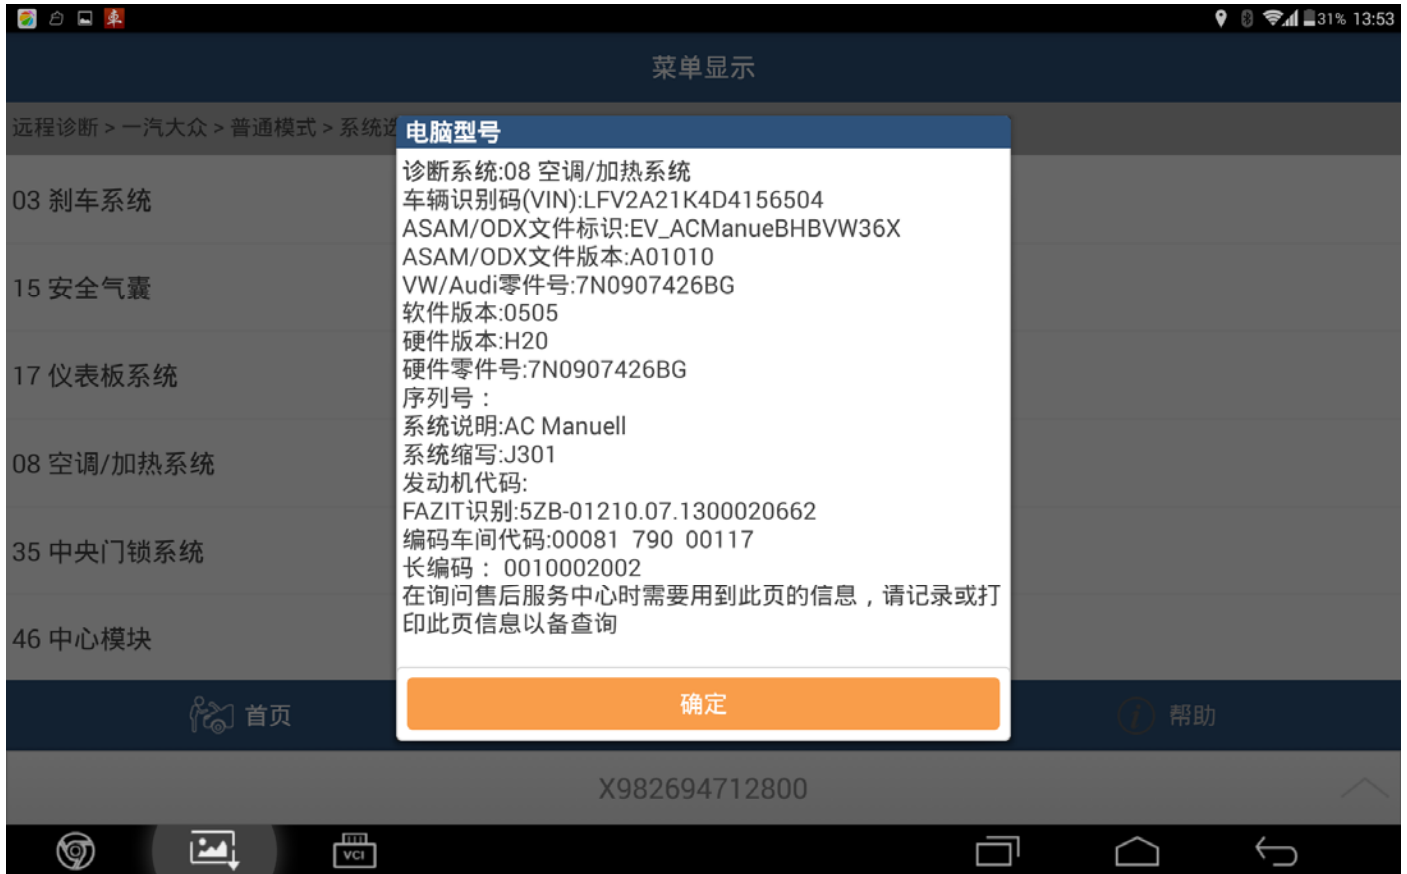 車
31% 13:53
菜单显示
远程诊断 > 一汽大众 > 普通模式 > 系统选
电脑型号
诊断系统:08 空调/加热系统
车辆识别码(VIN):LFV2A21K4D4156504
ASAM/ODX文件标识:EV_ACManueBHBVW36X
ASAM/ODX文件版本:A01010
VW/Audi零件号:7N0907426BG
软件版本:0505
硬件版本:H20
硬件零件号:7N0907426BG
序列号：
系统说明:AC Manuell
系统缩写:J301
发动机代码:
FAZIT识别:5ZB-01210.07.1300020662
编码车间代码:00081 790 00117
长编码： 0010002002
在询问售后服务中心时需要用到此页的信息，请记录或打
印此页信息以备查询
确定
03 刹车系统
15 安全气囊
17 仪表板系统
08 空调/加热系统
35 中央门锁系统
46 中心模块
首页
帮助
X982694712800
VCI